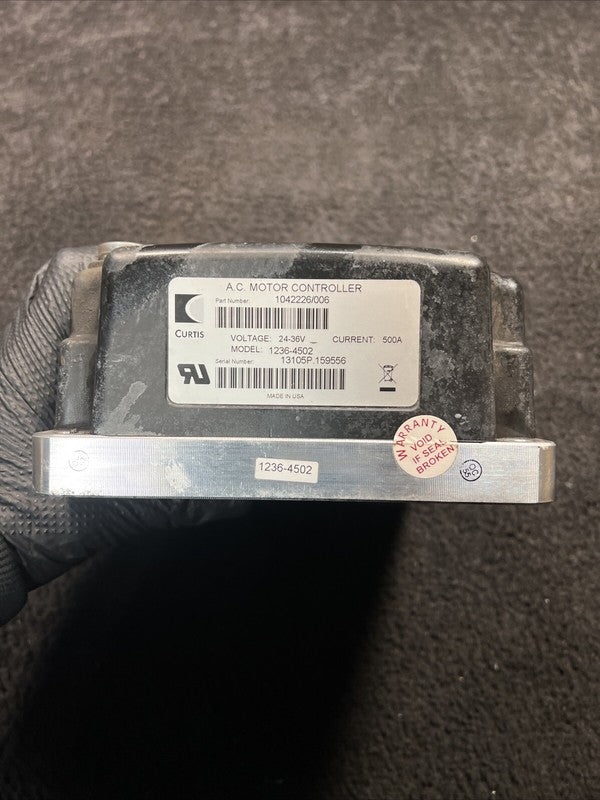 A.C. MOTOR CONTROLLER
Part Number: 1042226/006
CURTIS
VOLTAGE: 24-36V CURRENT: 500A
MODEL: 1236-4502
Serial Number: 13105P.159556
MADE IN USA
WARRANTY
VOID
IF SEAL
BROKEN
1236-4502